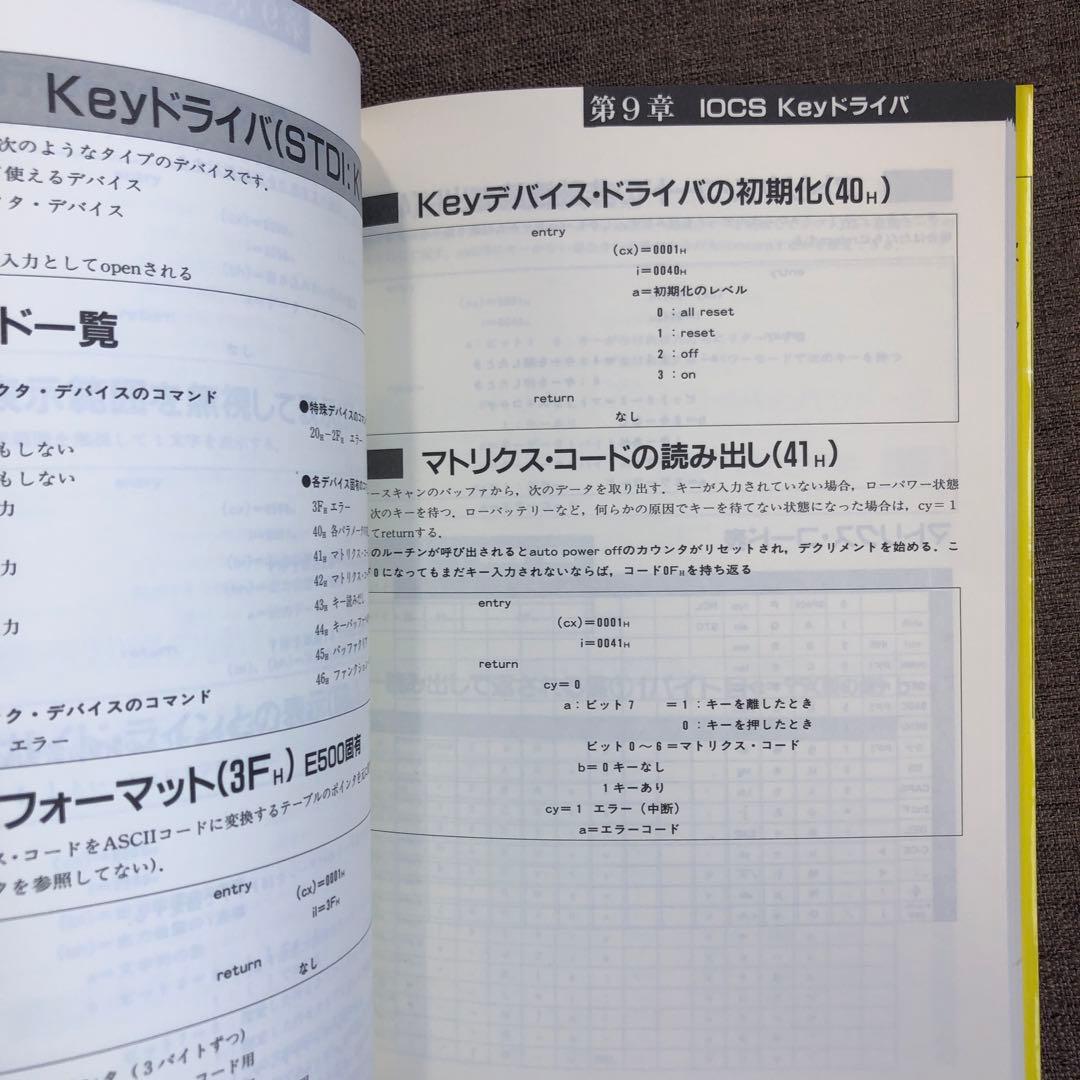 Keyドライバ(STDI: K
次のようなタイプのデバイスです.
使えるデバイス
タ・デバイス
入力としてopenされる
ド一覧
クタ・デバイスのコマンド
もしない
もしない
力
力
力
ク・デバイスのコマンド
エラー
●特殊デバイスのコマン
20H−2FH エラー
●各デバイス固有のコ
3FH エラー
40H 各パラメータの
41H マトリクス・コ
42H マトリクス・
43H キー読みだし
44H キーバッファ
45H バッファクリア
46H ファンクション
フォーマット(3FH) E500固有
ス・コードをASCIIコードに変換するテーブルのポインタを
タを参照してない).
entry
(cx)=0001H
il=3FH
return
なし
タ (3バイトずつ)
コード用
第9章 IOCS Keyドライバ
Keyデバイス・ドライバの初期化(40H)
entry
(cx)=0001H
i=0040H
a=初期化のレベル
0:all reset
1:reset
2:off
3:on
return
なし
マトリクス・コードの読み出し(41H)
ースキャンのバッファから,次のデータを取り出す.キーが入力されていない場合,ローパワー状態
次のキーを待つ.ローバッテリーなど,何らかの原因でキーを待てない状態になった場合は,cy=1
てreturnする.
のルーチンが呼び出されるとauto power offのカウンタがリセットされ,デクリメントを始める.こ
0になってもまだキー入力されないならば,コード0FHを持ち返る
entry
(cx)=0001H
i=0041H
return
cy=0
a:ビット7 =1:キーを離したとき
0:キーを押したとき
ビット0〜6=マトリクス・コード
b=0キーなし
1キーあり
cy=1 エラー(中断)
a=エラーコード